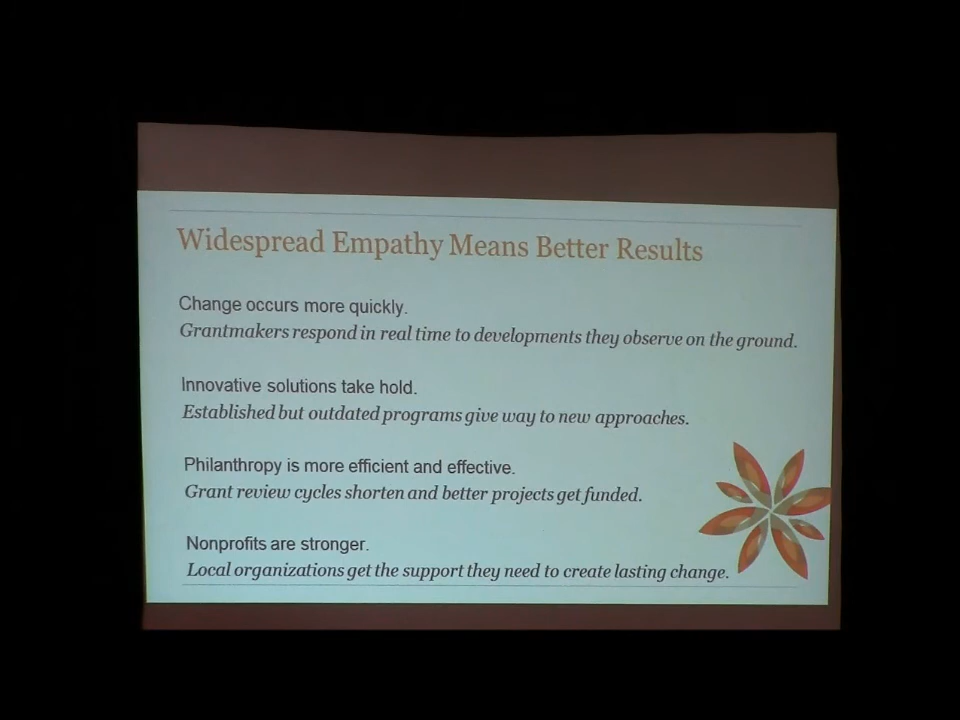 Widespread Empathy Means Better Results
Change occurs more quickly.
Grantmakers respond in real time to developments they observe on the ground.
Innovative solutions take hold.
Established but outdated programs give way to new approaches.
Philanthropy is more efficient and effective.
Grant review cycles shorten and better projects get funded.
Nonprofits are stronger.
Local organizations get the support they need to create lasting change.